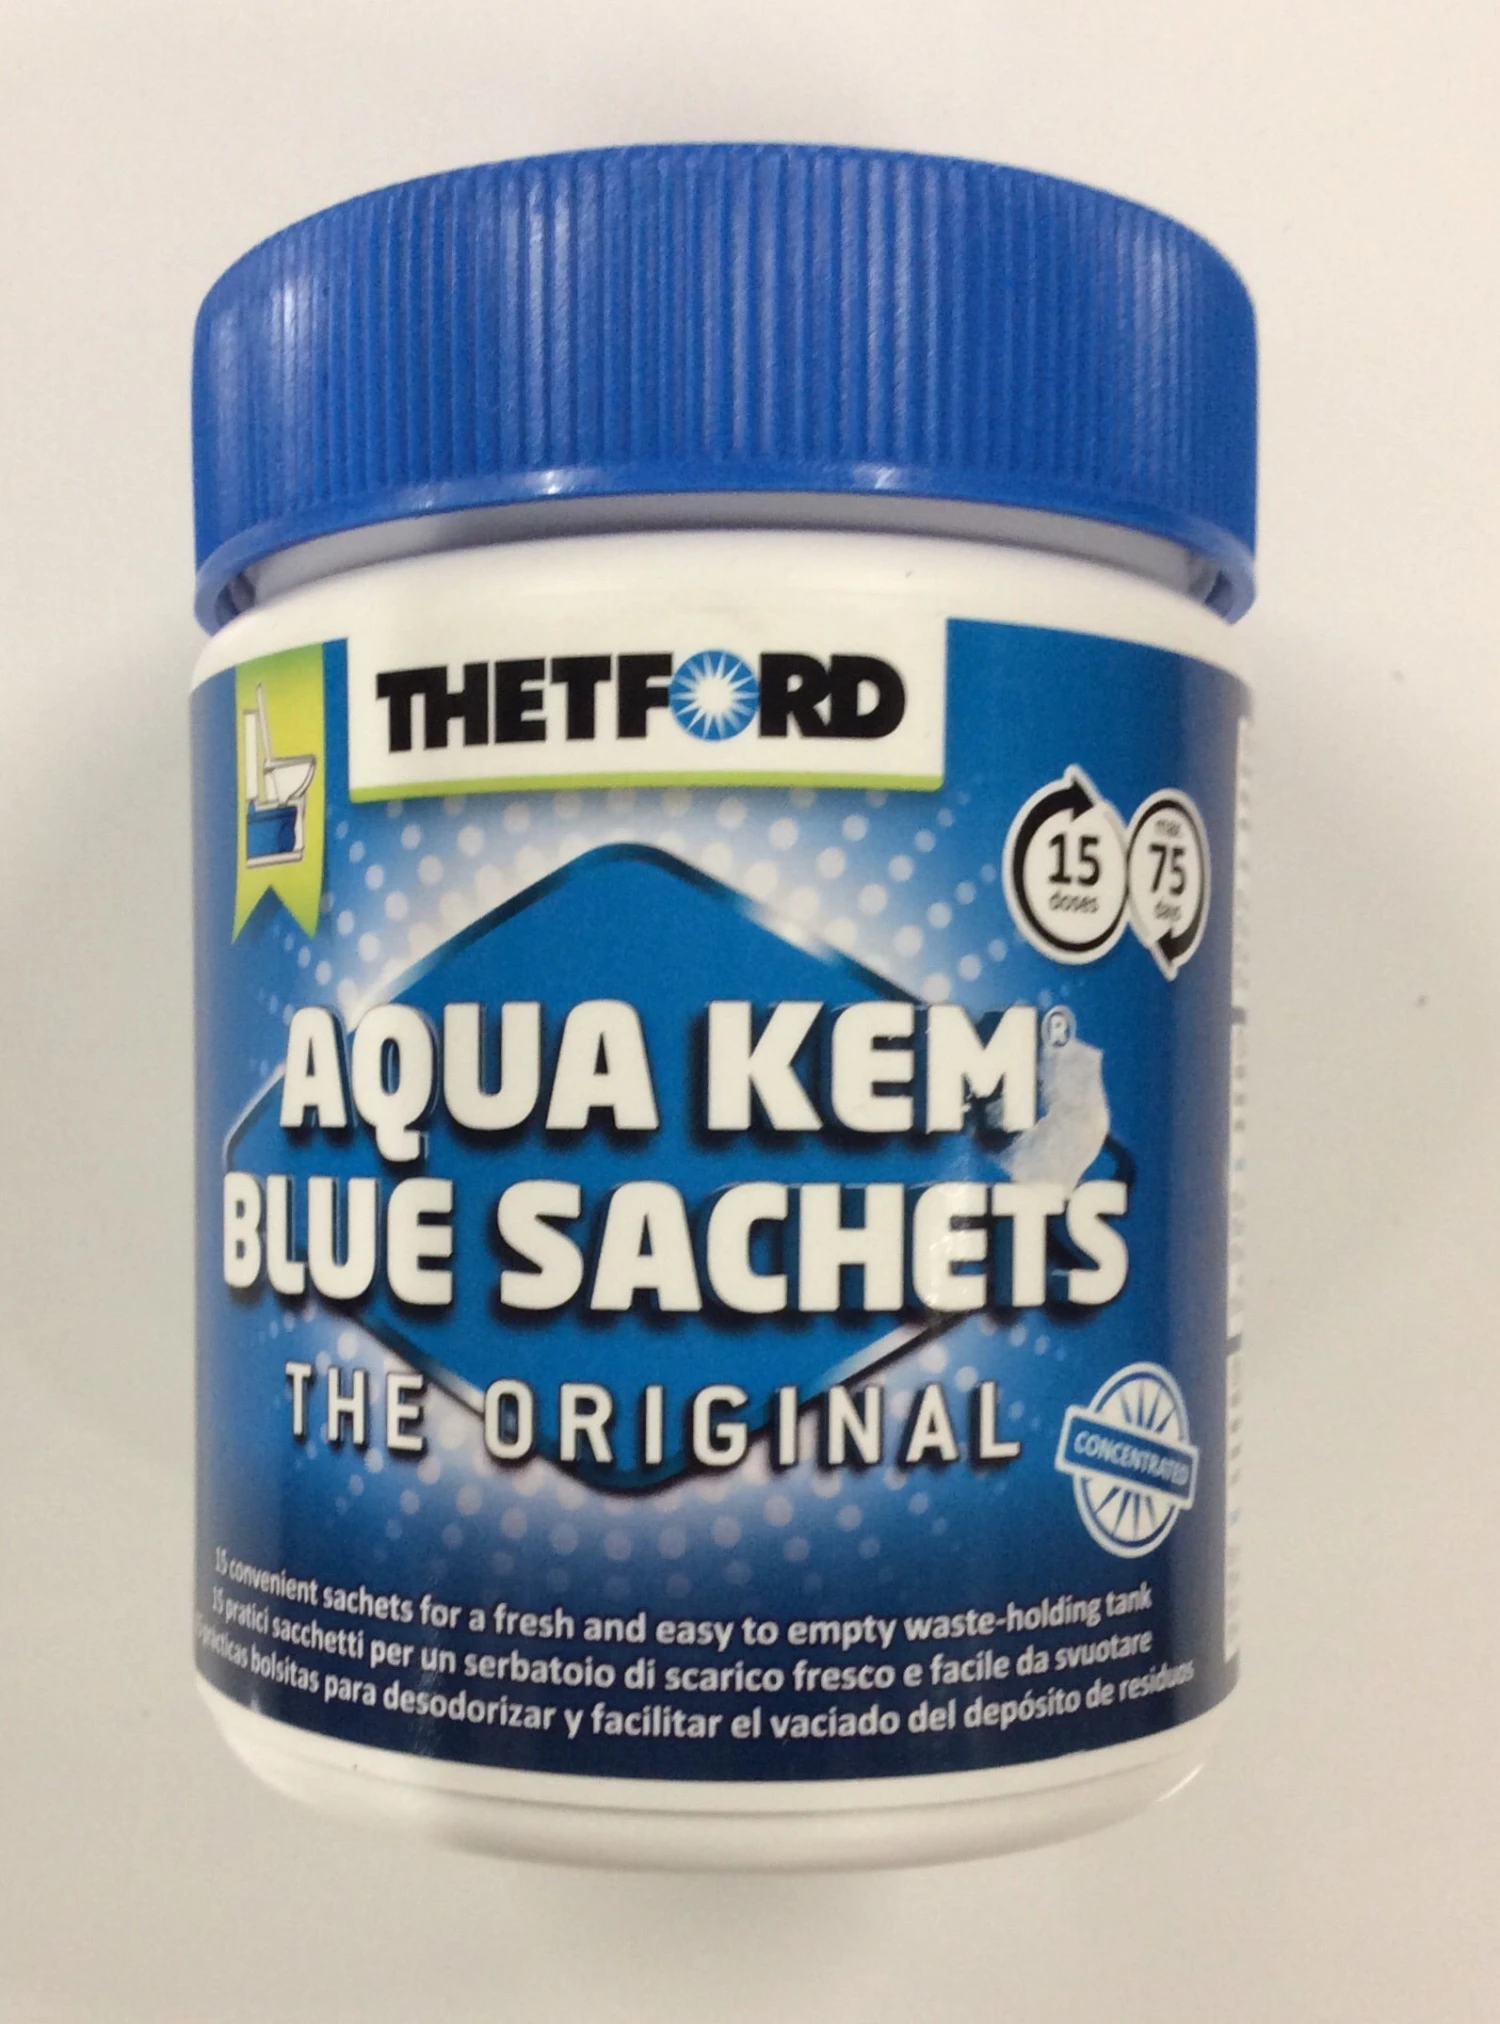 THETFORD
15
doses
max.
75
days
AQUA KEM®
BLUE SACHETS
THE ORIGINAL
CONCENTRATED
15 convenient sachets for a fresh and easy to empty waste-holding tank
15 pratici sacchetti per un serbatoio di scarico fresco e facile da svuotare
prácticas bolsitas para desodorizar y facilitar el vaciado del depósito de residuos